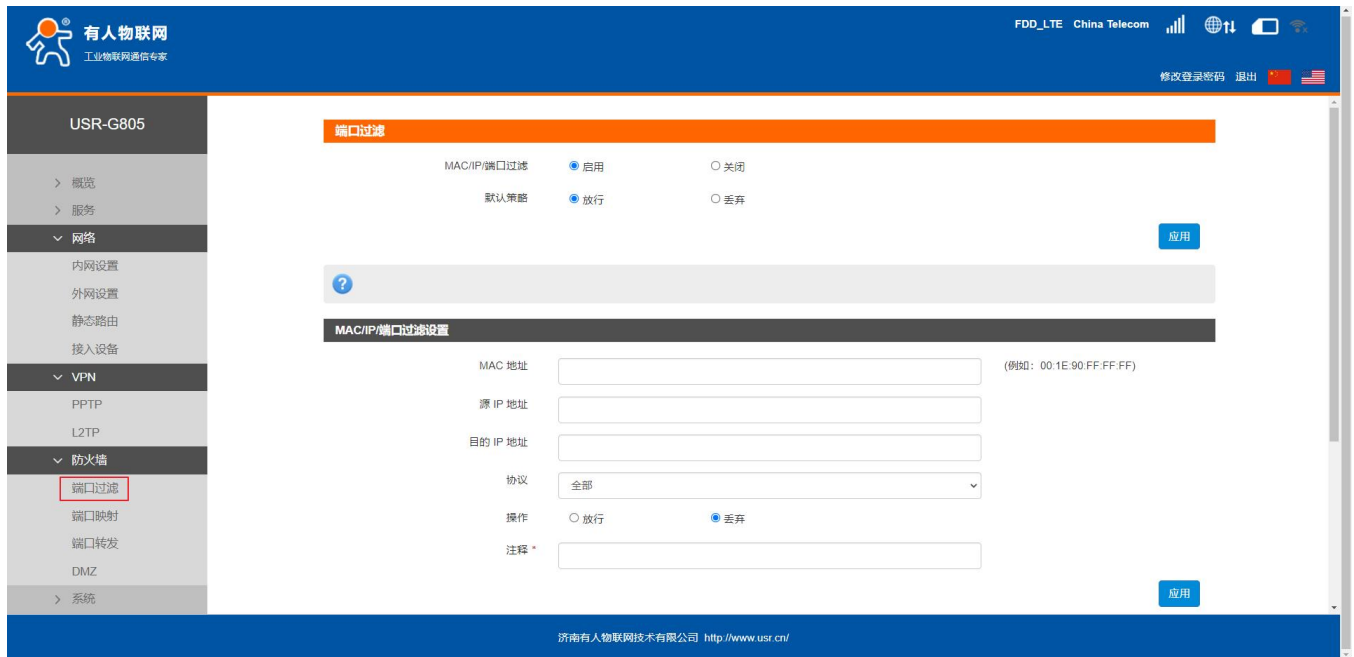 有人物联网
®
工业物联网通信专家
FDD_LTE China Telecom
修改登录密码 退出
USR-G805
概览
服务
网络
内网设置
外网设置
静态路由
接入设备
VPN
PPTP
L2TP
防火墙
端口过滤
端口映射
端口转发
DMZ
系统
端口过滤
MAC/IP/端口过滤 启用 关闭
默认策略 放行 丢弃
应用
?
MAC/IP/端口过滤设置
MAC 地址 (例如：00:1E:90:FF:FF:FF)
源 IP 地址
目的 IP 地址
协议 全部
操作 放行 丢弃
注释 *
应用
济南有人物联网技术有限公司 http://www.usr.cn/